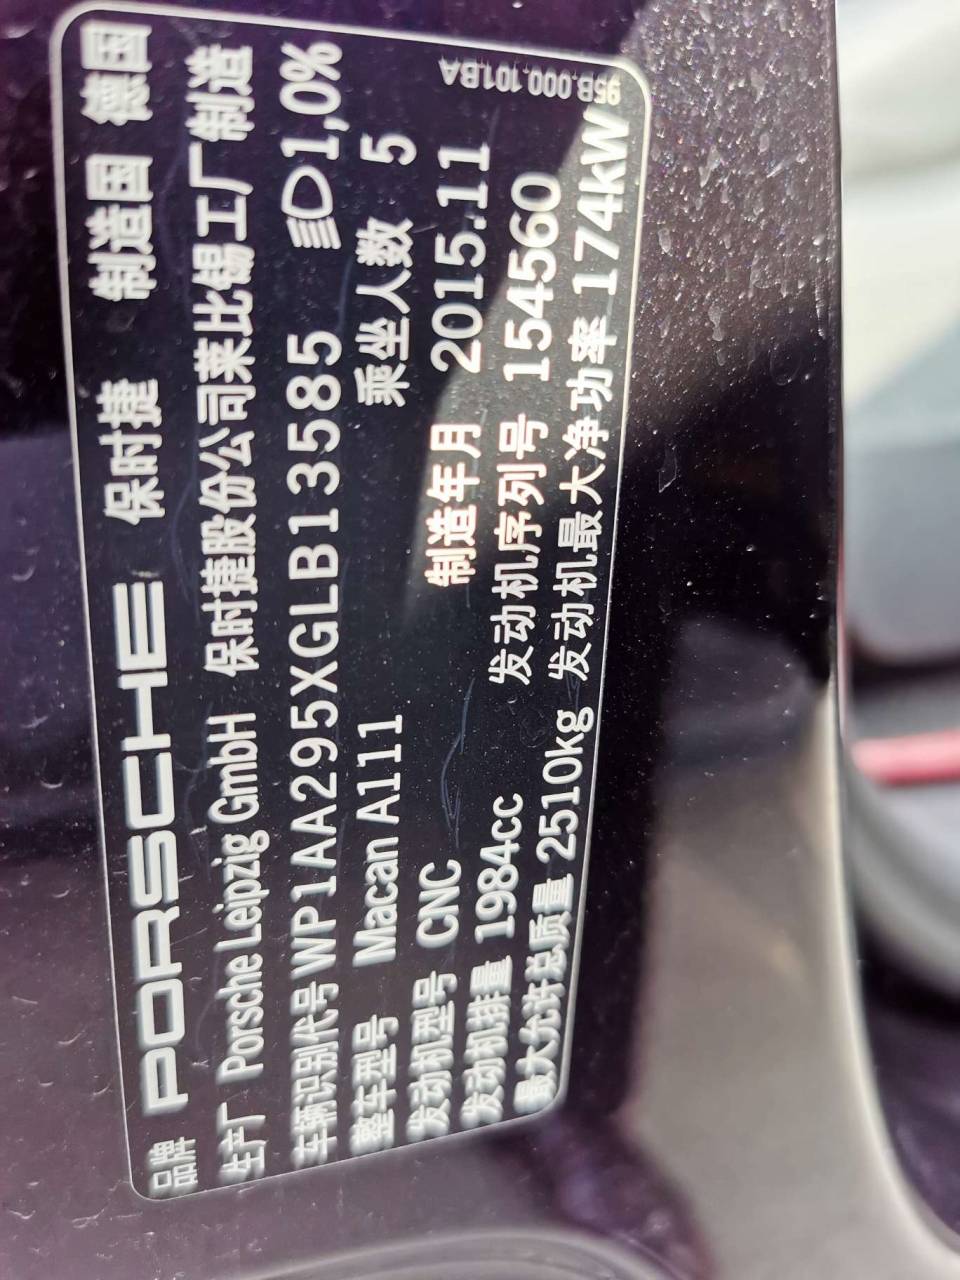 品牌 PORSCHE 保时捷 制造国 德国
生产厂 Porsche Leipzig GmbH 保时捷股份公司莱比锡工厂制造
车辆识别代号 WP1AA295XGLB13585 1,0%
整车型号 Macan A111 乘坐人数 5
发动机型号 CNC 制造年月 2015.11
发动机排量 1984cc 发动机序列号 154560
最大允许总质量 2510kg 发动机最大净功率 174kW
95B.000.101.BA